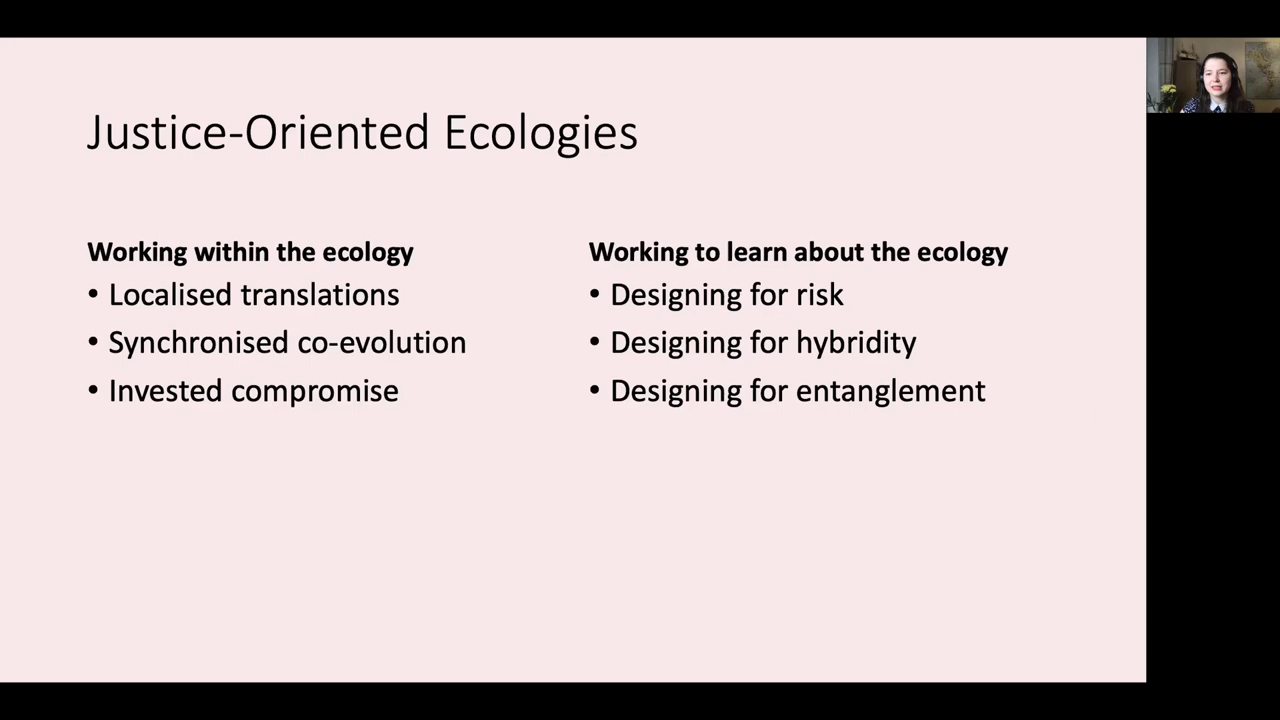 Justice-Oriented Ecologies
Working within the ecology
• Localised translations
• Synchronised co-evolution
• Invested compromise
Working to learn about the ecology
• Designing for risk
• Designing for hybridity
• Designing for entanglement